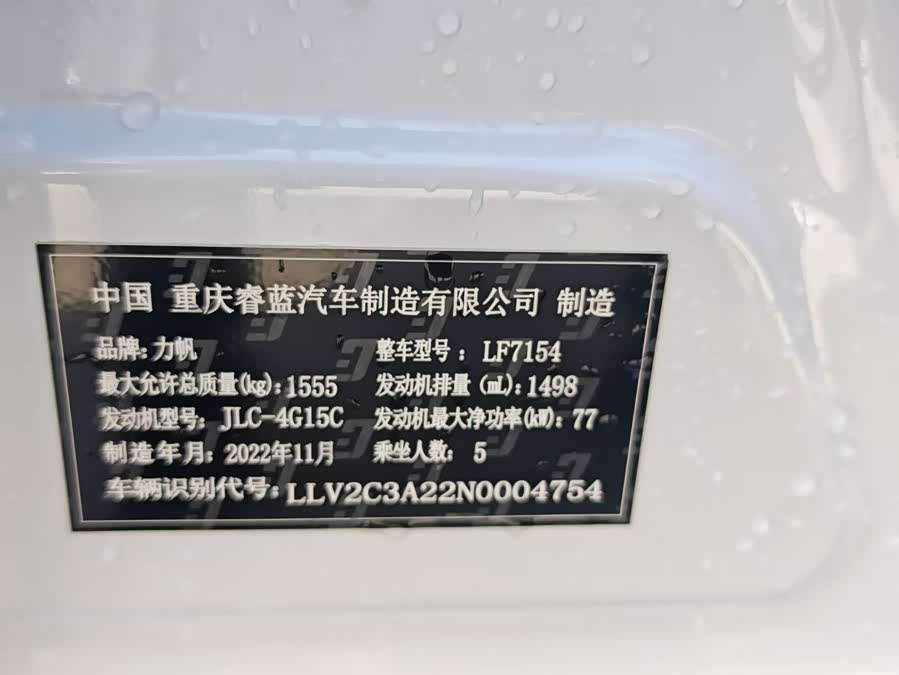 中国 重庆睿蓝汽车制造有限公司 制造
品牌:力帆 整车型号：LF7154
最大允许总质量(kg):1555 发动机排量(mL):1498
发动机型号:JLC-4G15C 发动机最大净功率(kW):77
制造年月:2022年11月 乘坐人数:5
车辆识别代号:LLV2C3A22N0004754